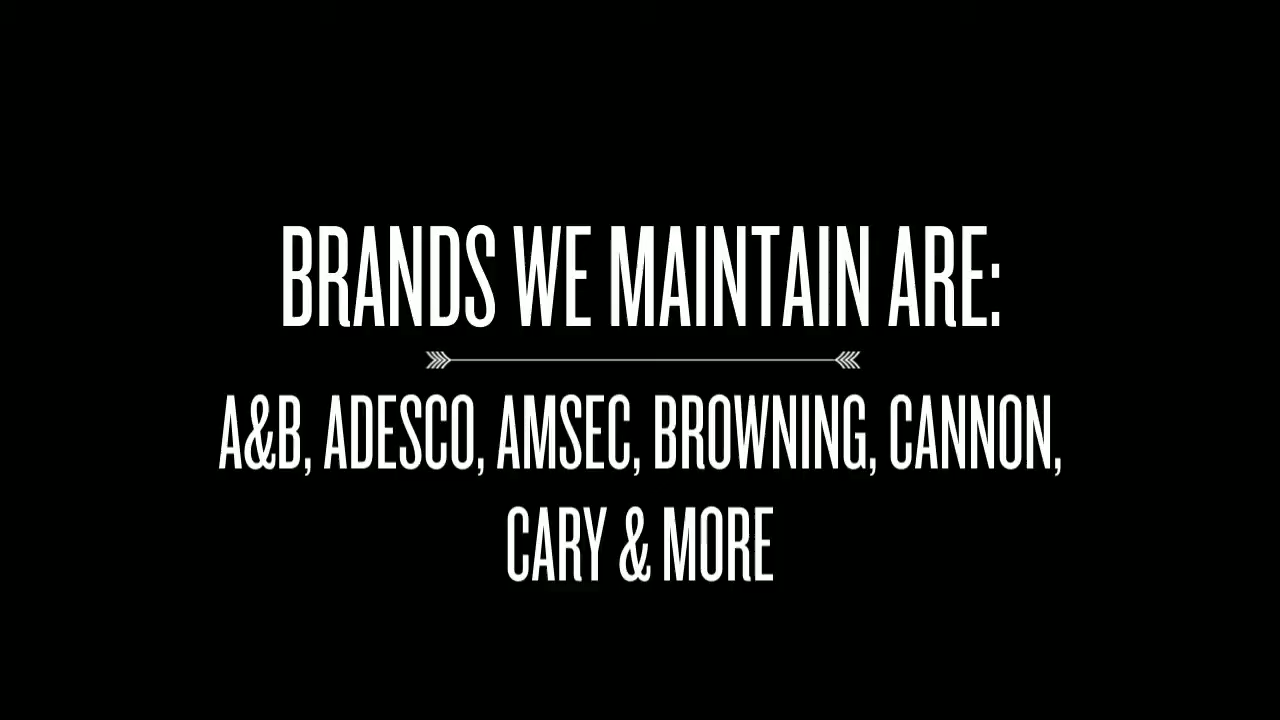 BRANDS WE MAINTAIN ARE:
A&B, ADESCO, AMSEC, BROWNING, CANNON,
CARY & MORE